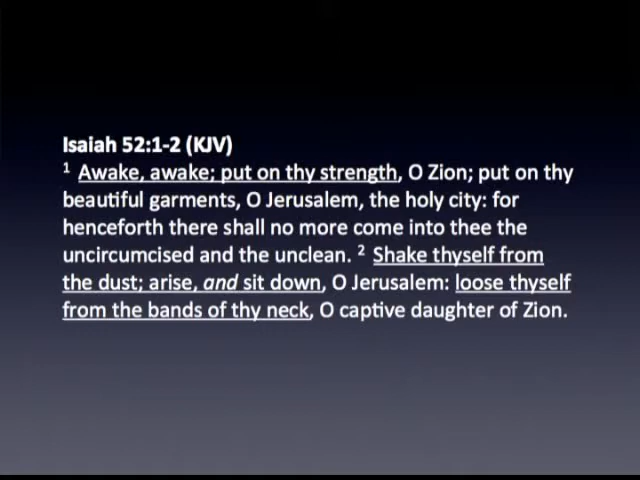 Isaiah 52:1-2 (KJV)
1 Awake, awake; put on thy strength, O Zion; put on thy
beautiful garments, O Jerusalem, the holy city: for
henceforth there shall no more come into thee the
uncircumcised and the unclean. 2 Shake thyself from
the dust; arise, and sit down, O Jerusalem: loose thyself
from the bands of thy neck, O captive daughter of Zion.